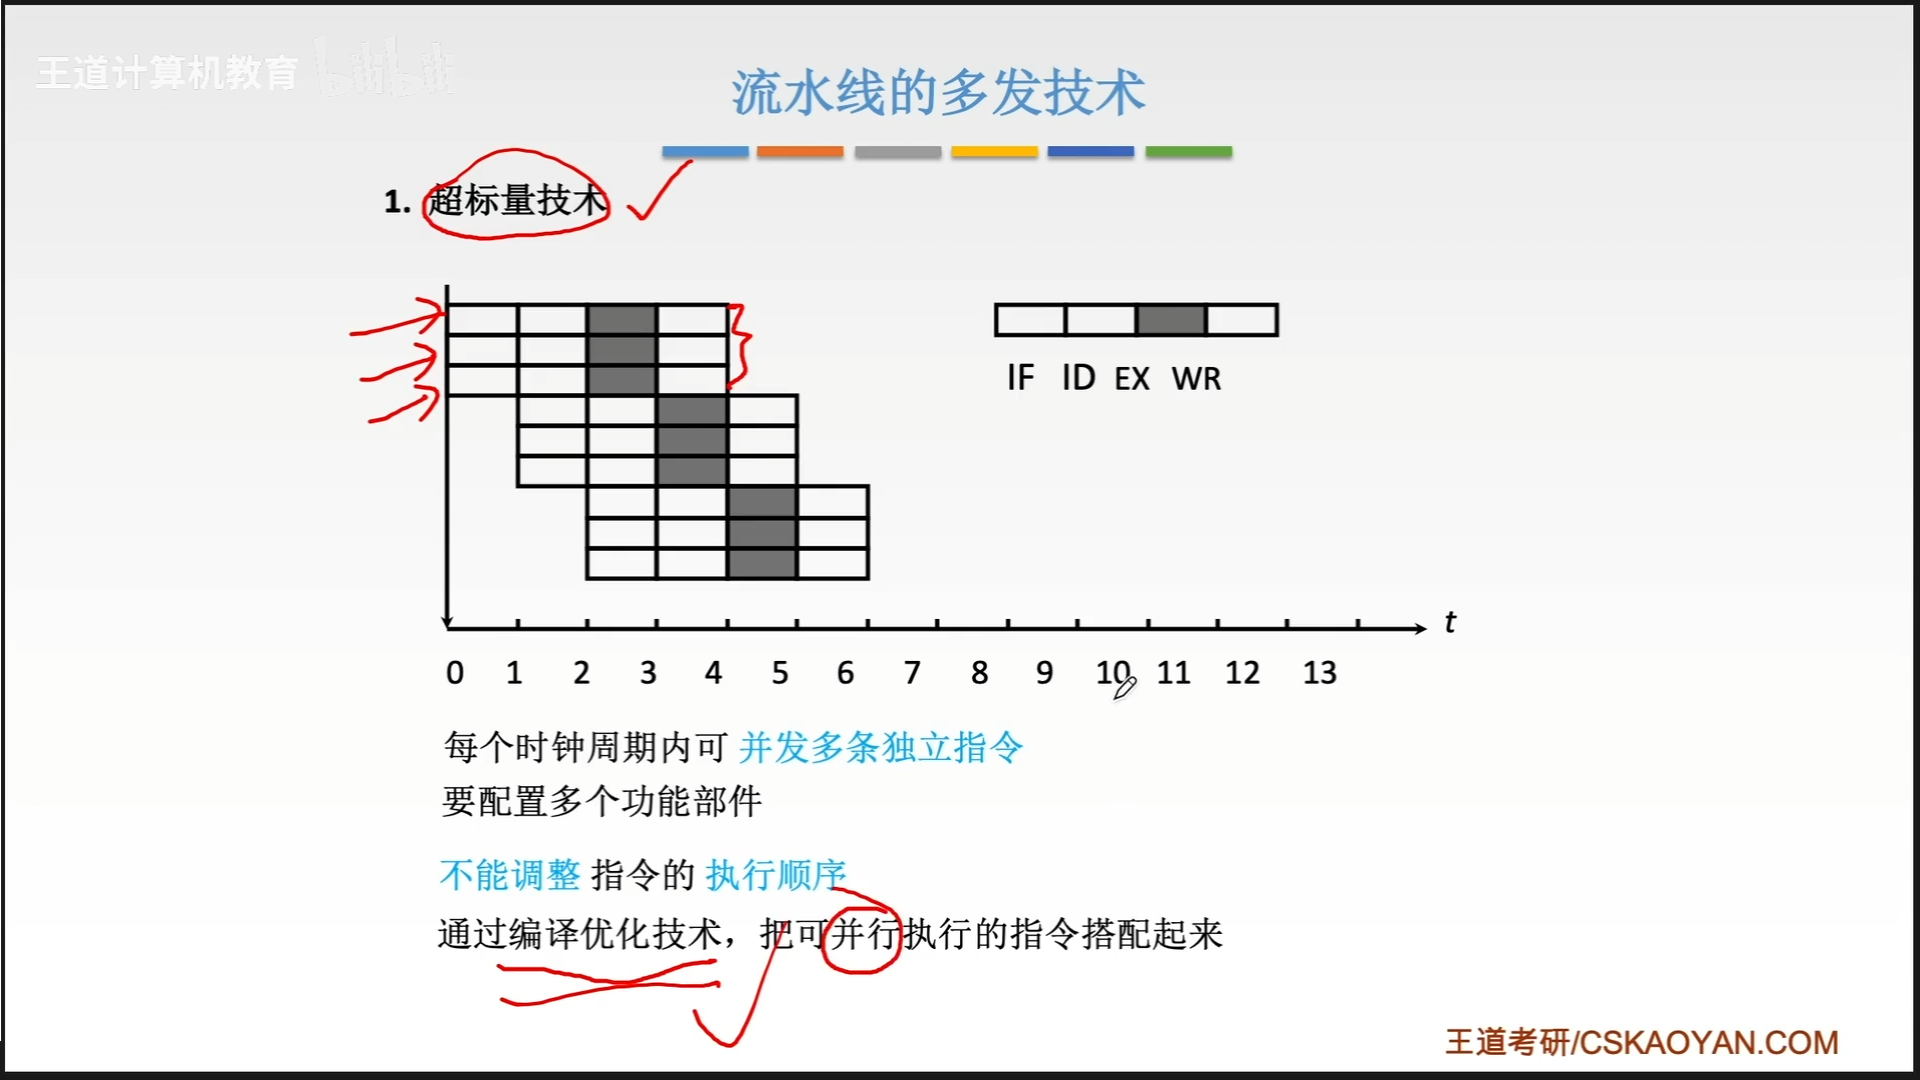 王道计算机教育 bilibili
流水线的多发技术
1. 超标量技术
IF ID EX WR
t
0 1 2 3 4 5 6 7 8 9 10 11 12 13
每个时钟周期内可 并发多条独立指令
要配置多个功能部件
不能调整 指令的 执行顺序
通过编译优化技术，把可并行执行的指令搭配起来
王道考研/CSKAOYAN.COM